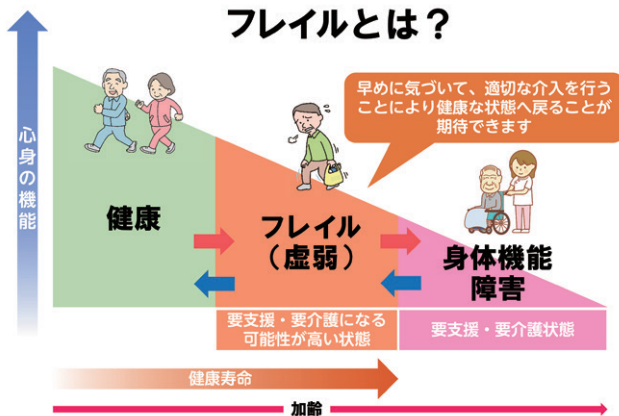 フレイルとは？
心身の機能
早めに気づいて、適切な介入を行う
ことにより健康な状態へ戻ることが
期待できます
健康
フレイル
（虚弱）
身体機能
障害
要支援・要介護になる
可能性が高い状態
要支援・要介護状態
健康寿命
加齢